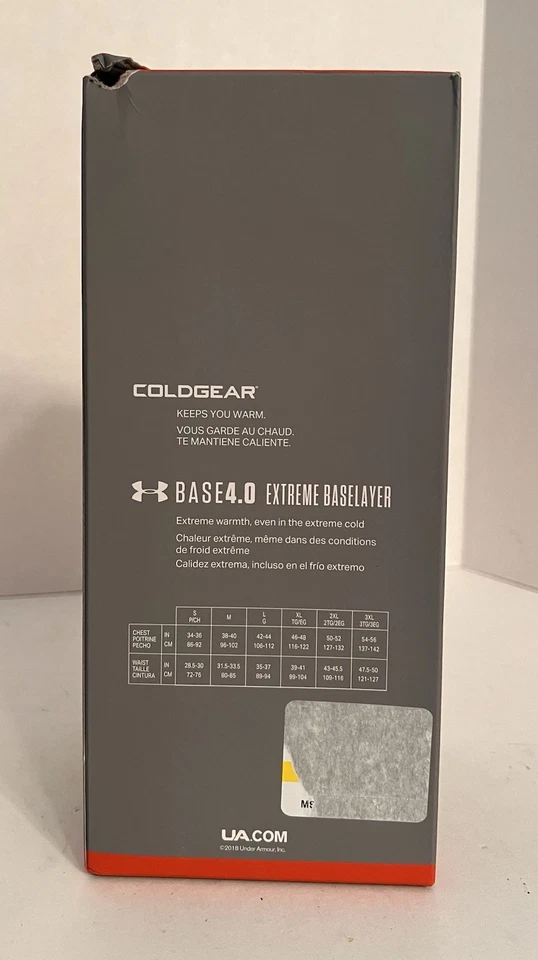 COLDGEAR®
KEEPS YOU WARM.
VOUS GARDE AU CHAUD.
TE MANTIENE CALIENTE.
BASE4.0 EXTREME BASELAYER
Extreme warmth, even in the extreme cold
Chaleur extrême, même dans des conditions
de froid extrême
Calidez extrema, incluso en el frío extremo
S M L XL 2XL 3XL
P/CH G TG/EG 2TG/2EG 3TG/3EG
CHEST POITRINE PECHO
IN 34-36 38-40 42-44 46-48 50-52 54-56
CM 86-92 96-102 106-112 116-122 127-132 137-142
WAIST TAILLE CINTURA
IN 28.5-30 31.5-33.5 35-37 39-41 43-45.5 47.5-50
CM 72-76 80-85 89-94 99-104 109-116 121-127
UA.COM
©2018 Under Armour, Inc.